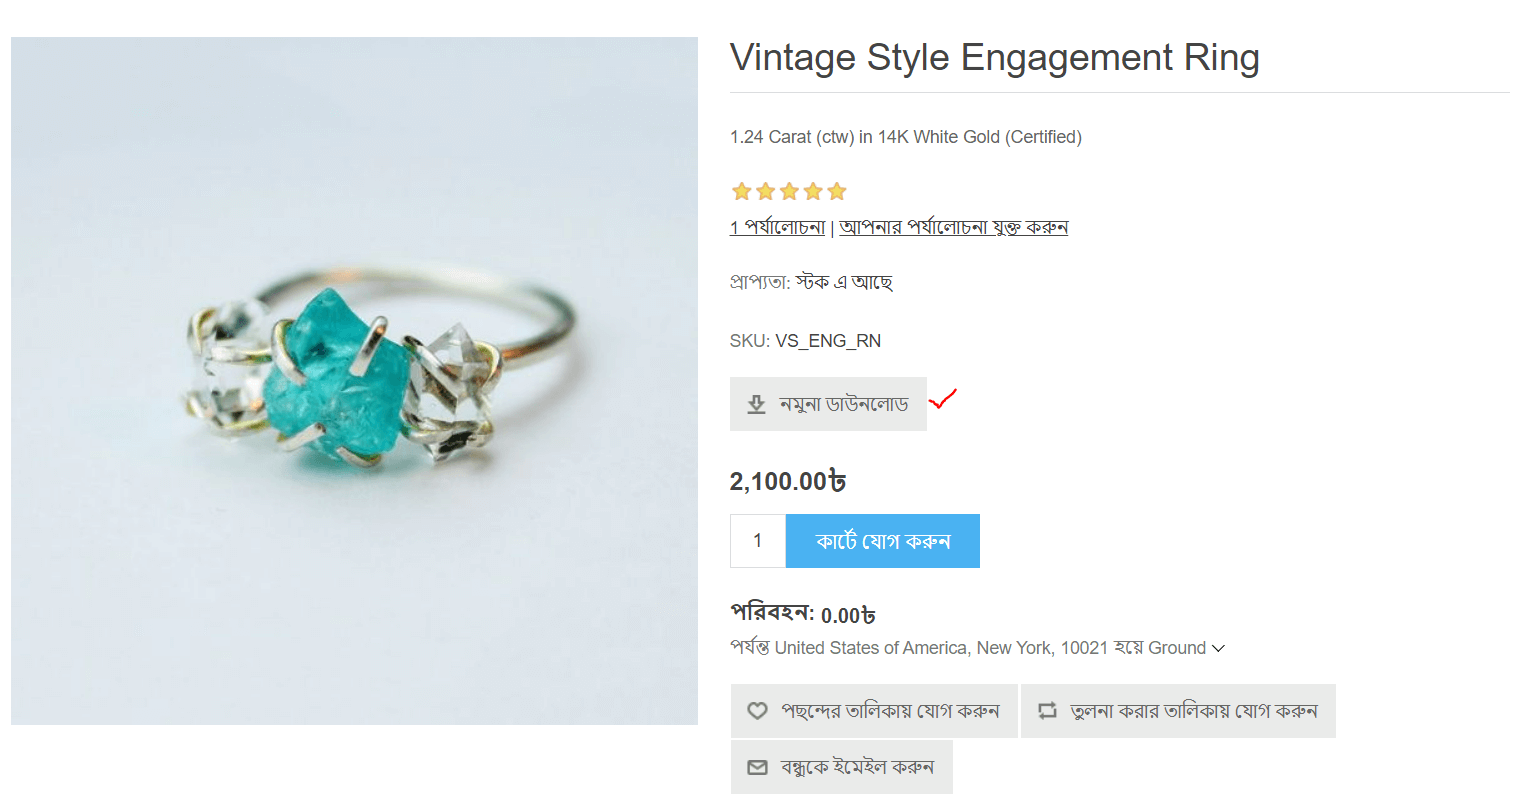 Vintage Style Engagement Ring
1.24 Carat (ctw) in 14K White Gold (Certified)
1 পর্যালোচনা | আপনার পর্যালোচনা যুক্ত করুন
প্রাপ্যতা: স্টক এ আছে
SKU: VS_ENG_RN
নমুনা ডাউনলোড
2,100.00৳
1 কার্টে যোগ করুন
পরিবহন: 0.00৳
পর্যন্ত United States of America, New York, 10021 হয়ে Ground
পছন্দের তালিকায় যোগ করুন তুলনা করার তালিকায় যোগ করুন
বন্ধুকে ইমেইল করুন